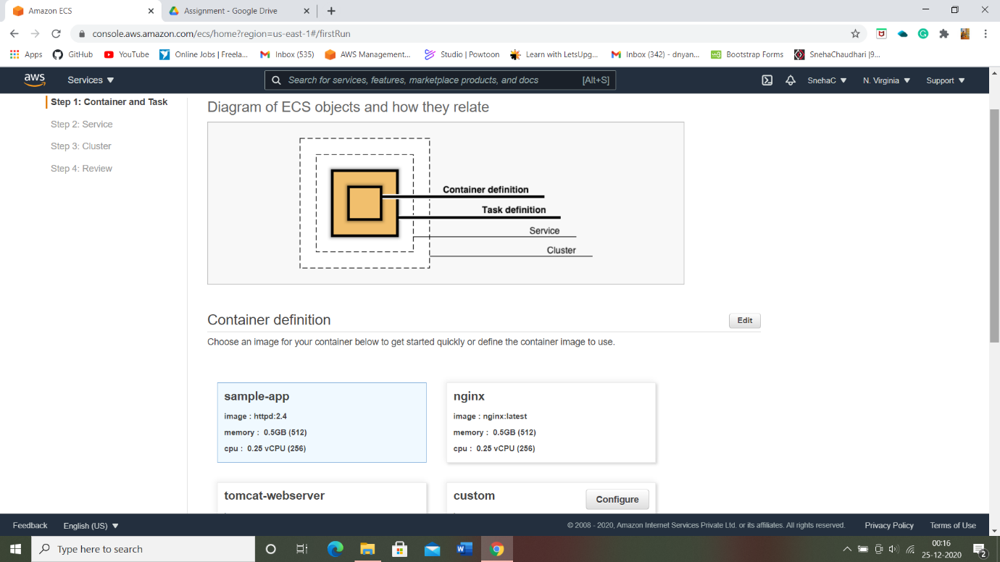 Amazon ECS
Assignment - Google Drive
console.aws.amazon.com/ecs/home?region=us-east-1#/firstRun
Apps GitHub YouTube Online Jobs | Freela... Inbox (535) AWS Management... Studio | Powtoon Learn with LetsUpg... Inbox (342) - dnyan... Bootstrap Forms SnehaChaudhari |9...
aws Services Search for services, features, marketplace products, and docs [Alt+S] SnehaC N. Virginia Support
Step 1: Container and Task
Step 2: Service
Step 3: Cluster
Step 4: Review
Diagram of ECS objects and how they relate
Container definition
Task definition
Service
Cluster
Container definition Edit
Choose an image for your container below to get started quickly or define the container image to use.
sample-app
image : httpd:2.4
memory : 0.5GB (512)
cpu : 0.25 vCPU (256)
nginx
image : nginx:latest
memory : 0.5GB (512)
cpu : 0.25 vCPU (256)
tomcat-webserver
custom Configure
Feedback English (US) © 2008 - 2020, Amazon Internet Services Private Ltd. or its affiliates. All rights reserved. Privacy Policy Terms of Use
Type here to search
00:16
25-12-2020
2